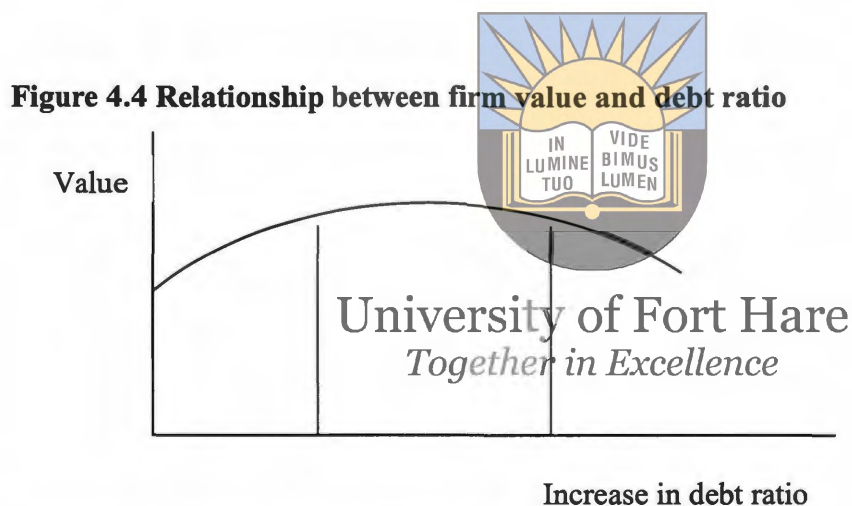 Figure 4.4 Relationship between firm value and debt ratio
IN
LUMINE
TUO
VIDE
BIMUS
LUMEN
Value
University of Fort Hare
Together in Excellence
Increase in debt ratio